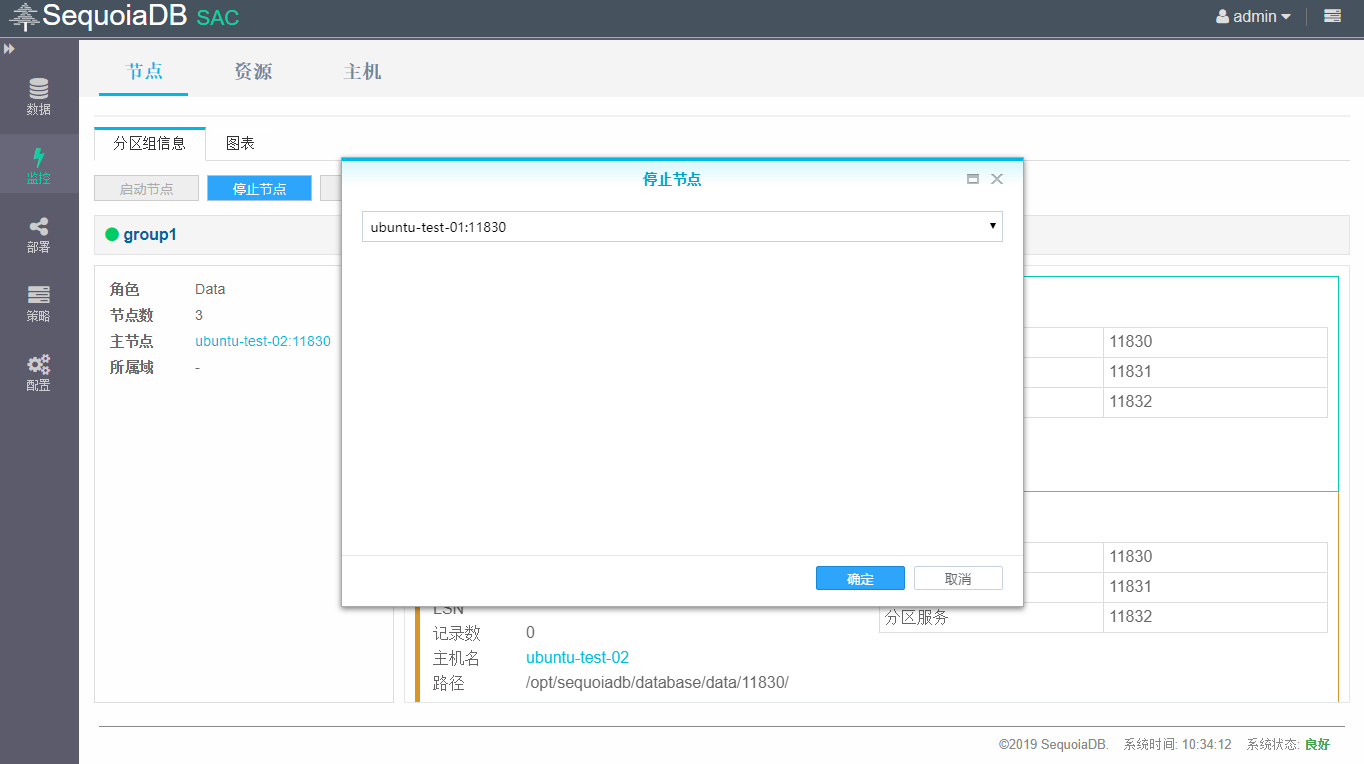 SequoiaDB SAC
admin
节点 资源 主机
数据
监控
部署
策略
配置
分区组信息 图表
启动节点 停止节点
group1
角色 Data
节点数 3
主节点 ubuntu-test-02:11830
所属域 -
停止节点
ubuntu-test-01:11830
确定 取消
11830
11831
11832
11830
11831
分区服务 11832
LSN
记录数 0
主机名 ubuntu-test-02
路径 /opt/sequoiadb/database/data/11830/
©2019 SequoiaDB. 系统时间: 10:34:12 系统状态: 良好